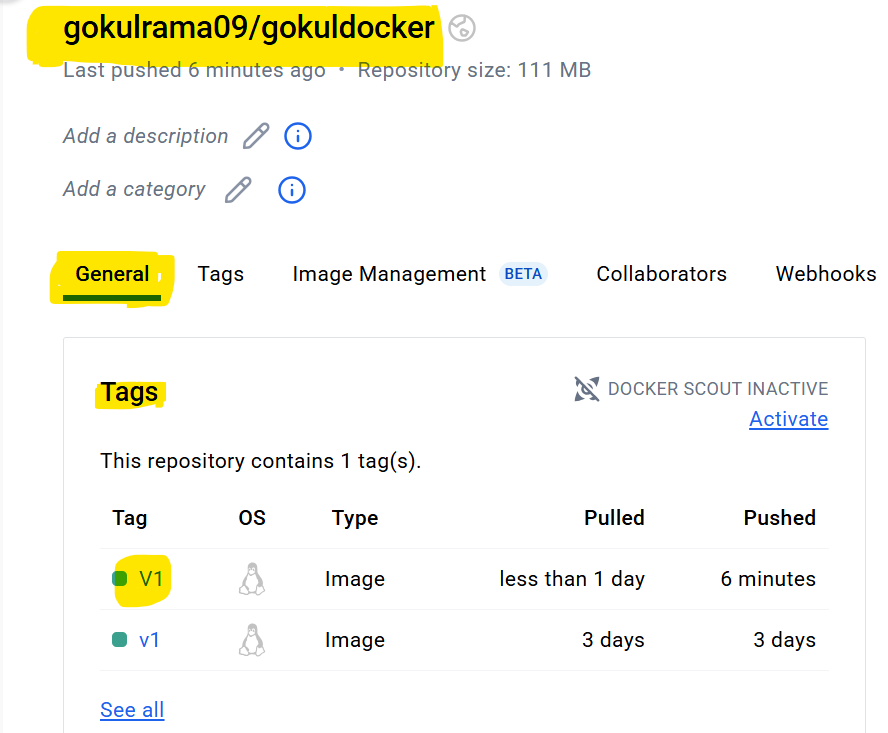 gokulrama09/gokuldocker
Last pushed 6 minutes ago • Repository size: 111 MB
Add a description
Add a category
General Tags Image Management BETA Collaborators Webhooks
Tags
DOCKER SCOUT INACTIVE
Activate
This repository contains 1 tag(s).
Tag OS Type Pulled Pushed
V1 Image less than 1 day 6 minutes
v1 Image 3 days 3 days
See all